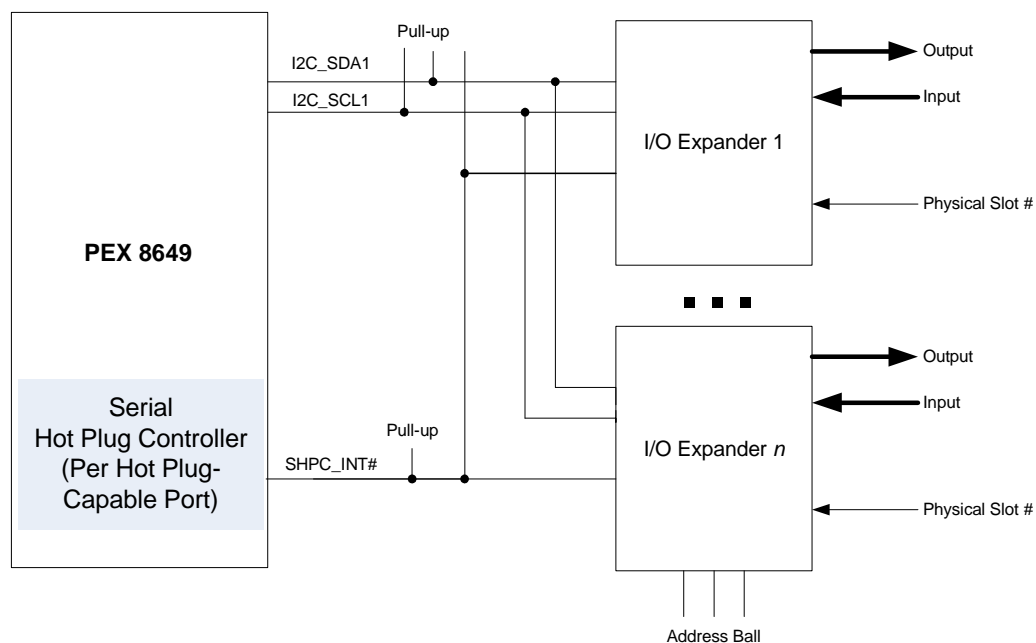 Pull-up
I2C_SDA1
I2C_SCL1
Output
Input
I/O Expander 1
Physical Slot #
PEX 8649
Output
Input
I/O Expander n
Physical Slot #
Serial
Hot Plug Controller
(Per Hot Plug-
Capable Port)
Pull-up
SHPC_INT#
Address Ball